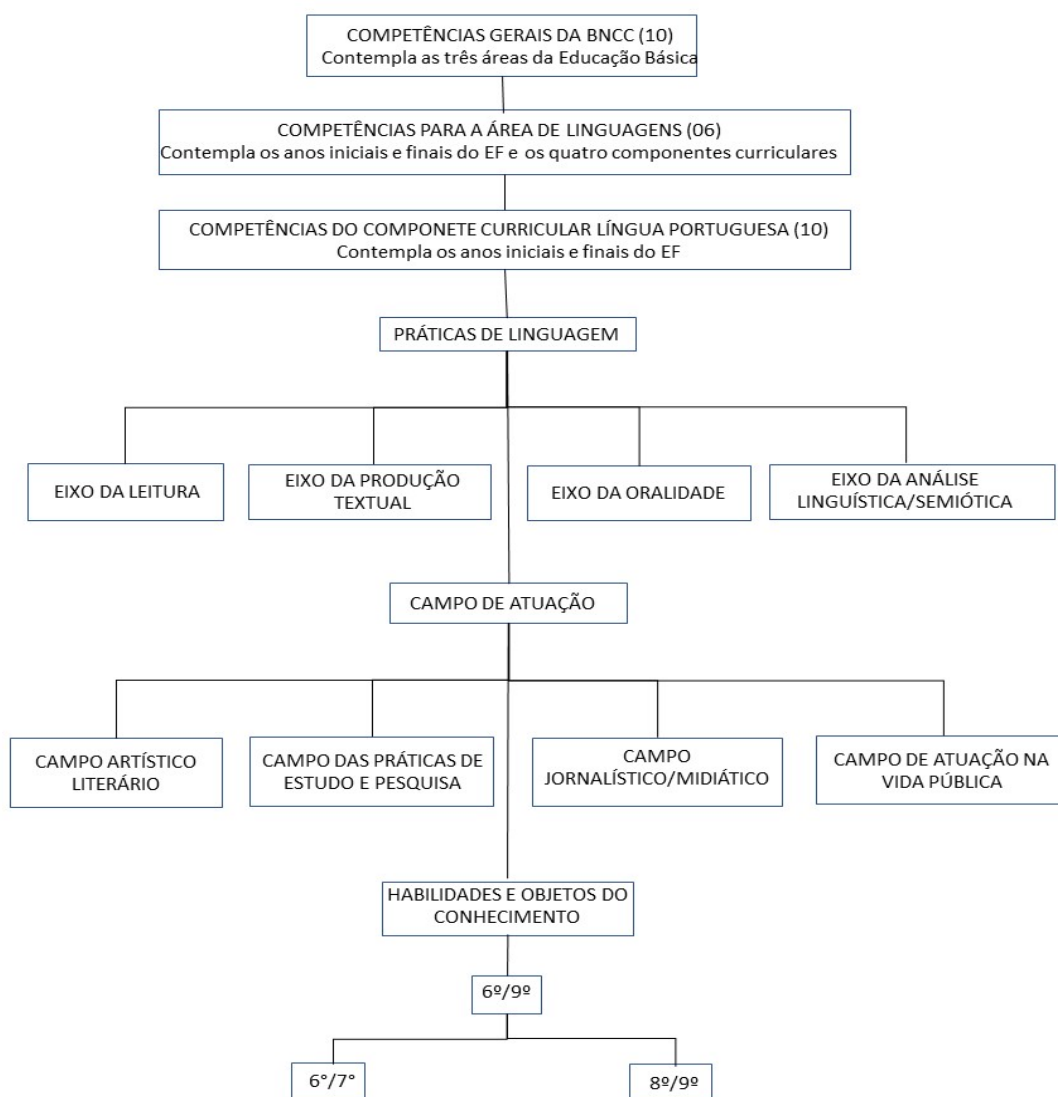 COMPETÊNCIAS GERAIS DA BNCC (10)
Contempla as três áreas da Educação Básica
COMPETÊNCIAS PARA A ÁREA DE LINGUAGENS (06)
Contempla os anos iniciais e finais do EF e os quatro componentes curriculares
COMPETÊNCIAS DO COMPONETE CURRICULAR LÍNGUA PORTUGUESA (10)
Contempla os anos iniciais e finais do EF
PRÁTICAS DE LINGUAGEM
EIXO DA LEITURA
EIXO DA PRODUÇÃO
TEXTUAL
EIXO DA ORALIDADE
EIXO DA ANÁLISE
LINGUÍSTICA/SEMIÓTICA
CAMPO DE ATUAÇÃO
CAMPO ARTÍSTICO
LITERÁRIO
CAMPO DAS PRÁTICAS DE
ESTUDO E PESQUISA
CAMPO
JORNALÍSTICO/MIDIÁTICO
CAMPO DE ATUAÇÃO NA
VIDA PÚBLICA
HABILIDADES E OBJETOS DO
CONHECIMENTO
6º/9º
6°/7°
8º/9º